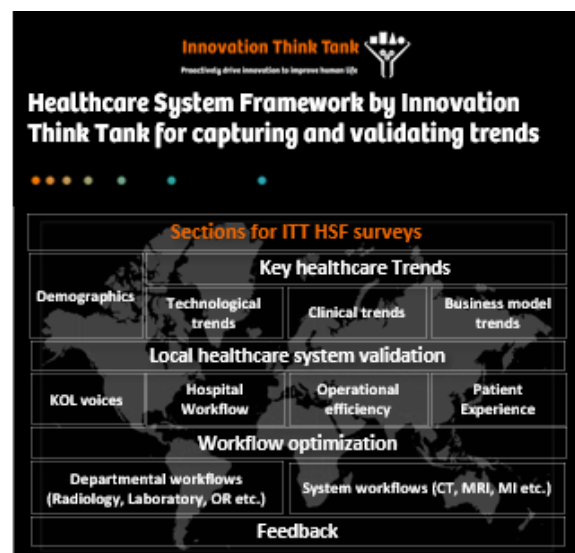 Innovation Think Tank
Proactively drive innovation to improve human life
Healthcare System Framework by Innovation
Think Tank for capturing and validating trends
Sections for ITT HSF surveys
Demographics
Key healthcare Trends
Technological
trends
Clinical trends
Business model
trends
Local healthcare system validation
KOL voices
Hospital
Workflow
Operational
efficiency
Patient
Experience
Workflow optimization
Departmental workflows
(Radiology, Laboratory, OR etc.)
System workflows (CT, MRI, MI etc.)
Feedback